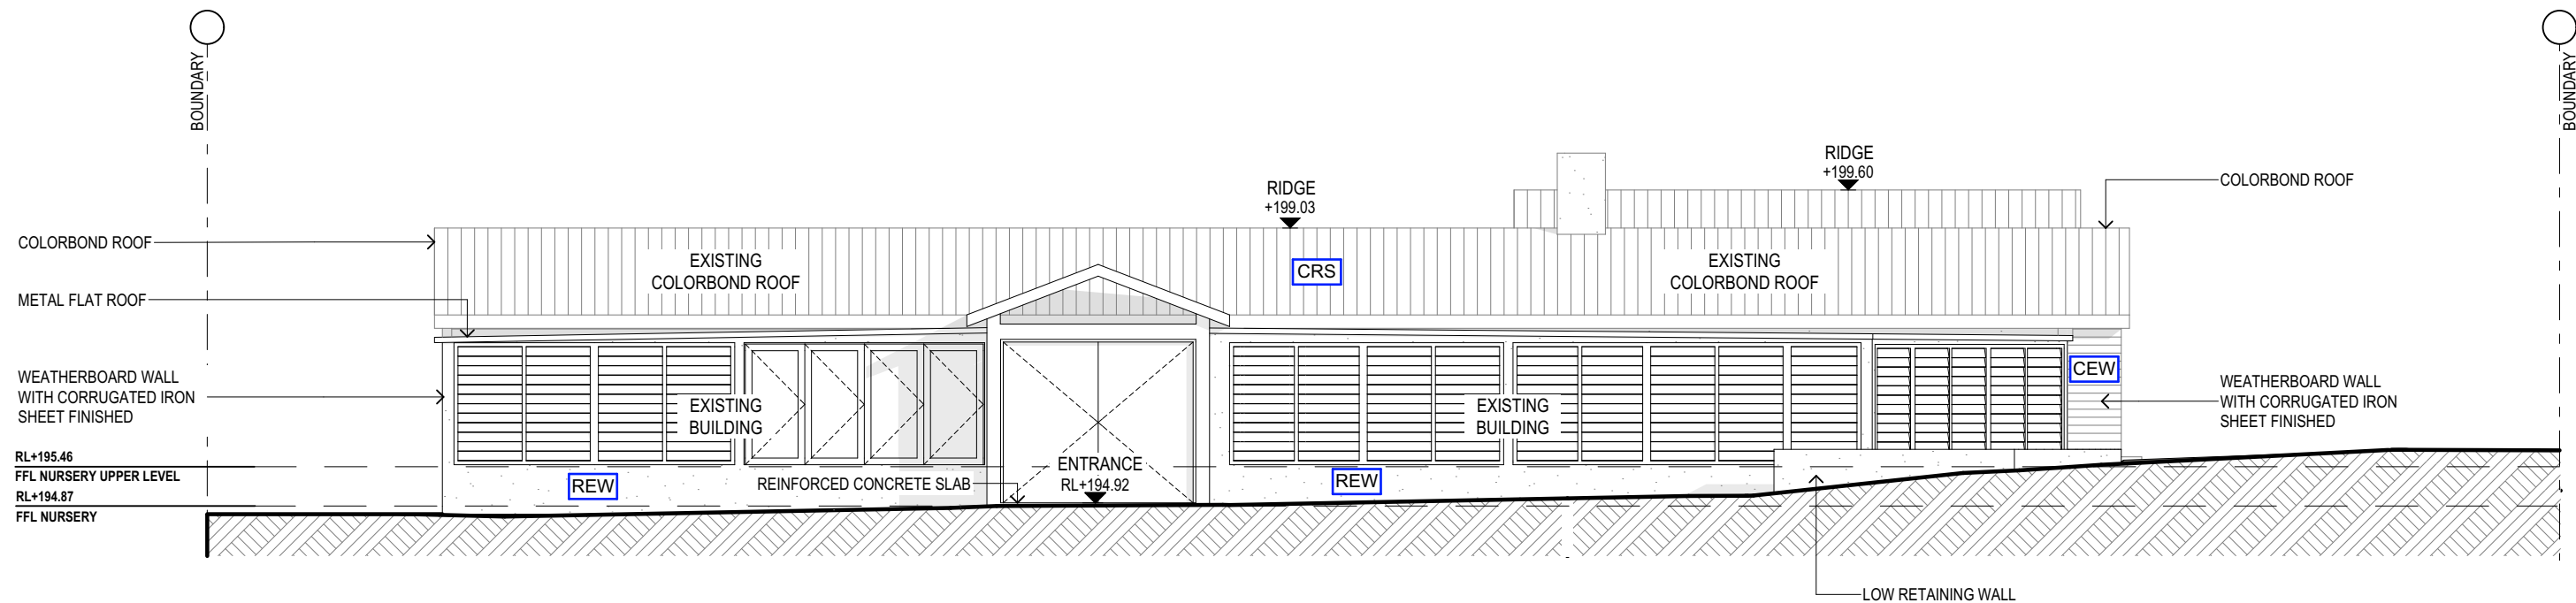 BOUNDARY
BOUNDARY
RIDGE
+199.60
RIDGE
+199.03
COLORBOND ROOF
COLORBOND ROOF
EXISTING
COLORBOND ROOF
CRS
EXISTING
COLORBOND ROOF
METAL FLAT ROOF
WEATHERBOARD WALL
WITH CORRUGATED IRON
SHEET FINISHED
EXISTING
BUILDING
EXISTING
BUILDING
CEW
WEATHERBOARD WALL
WITH CORRUGATED IRON
SHEET FINISHED
RL+195.46
FFL NURSERY UPPER LEVEL
RL+194.87
FFL NURSERY
REW
REINFORCED CONCRETE SLAB
ENTRANCE
RL+194.92
REW
LOW RETAINING WALL